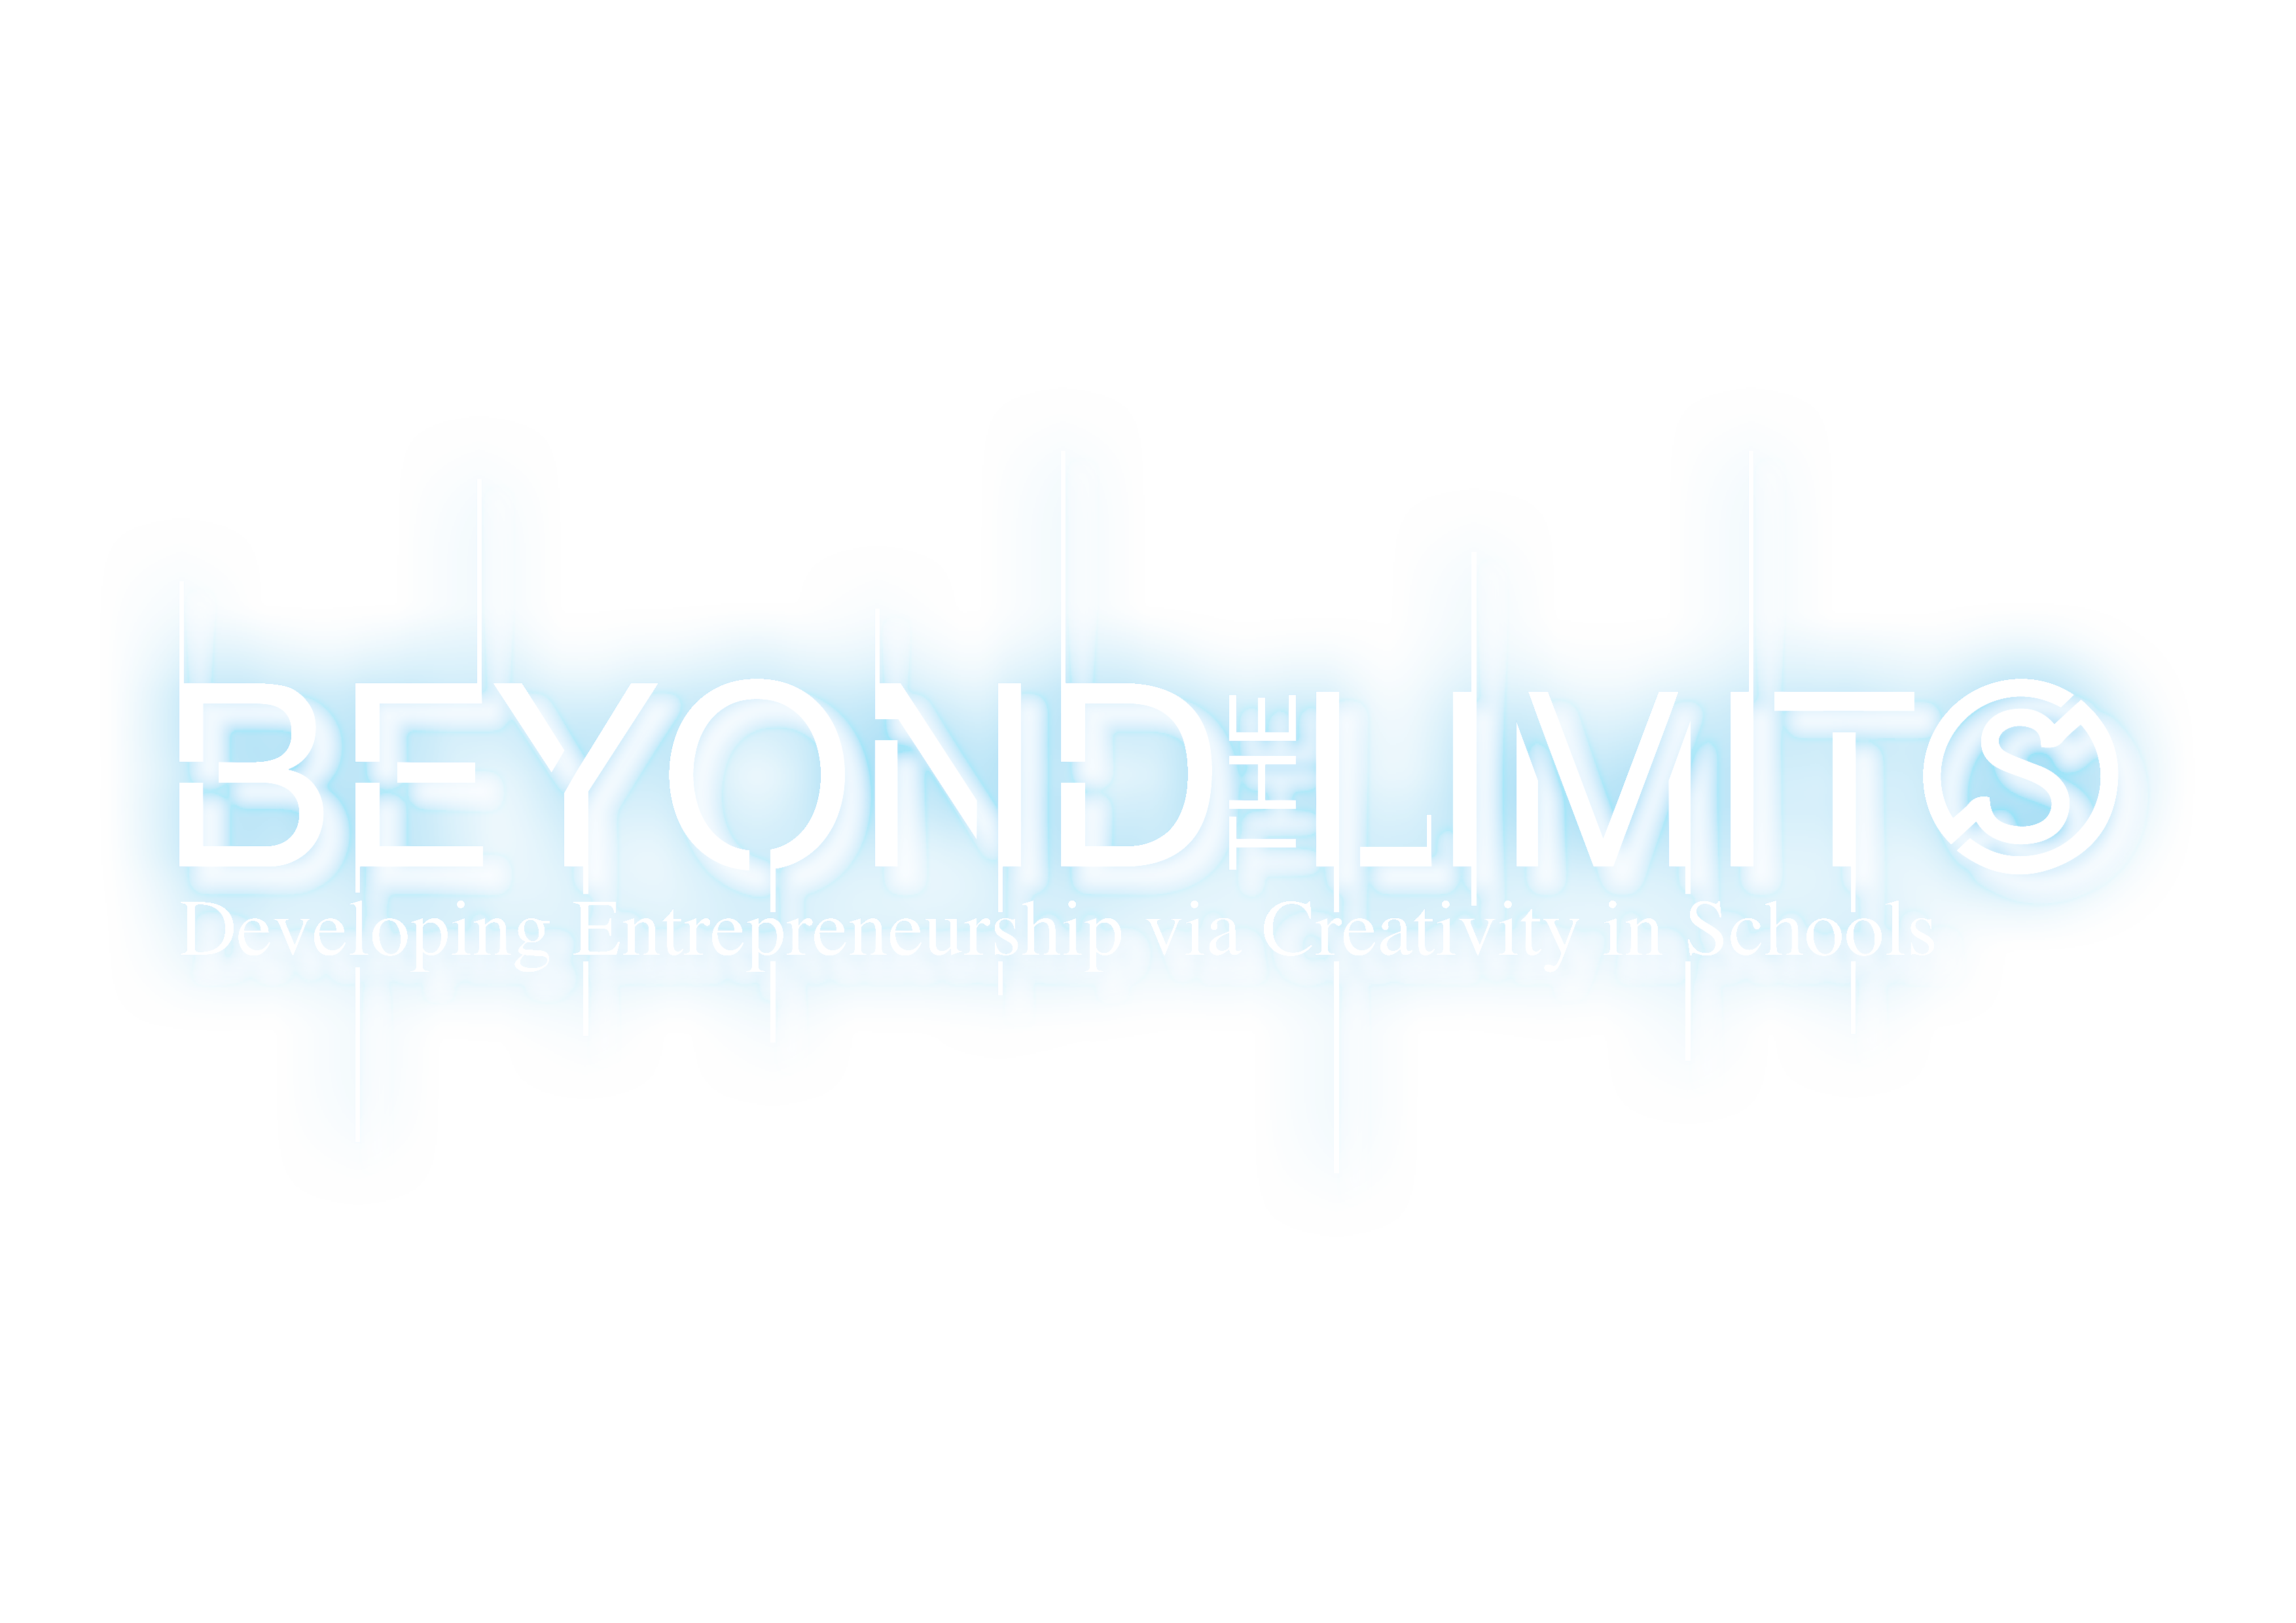 BEYOND THE LIMITS
Developing Entrepreneurship via Creativity in Schools